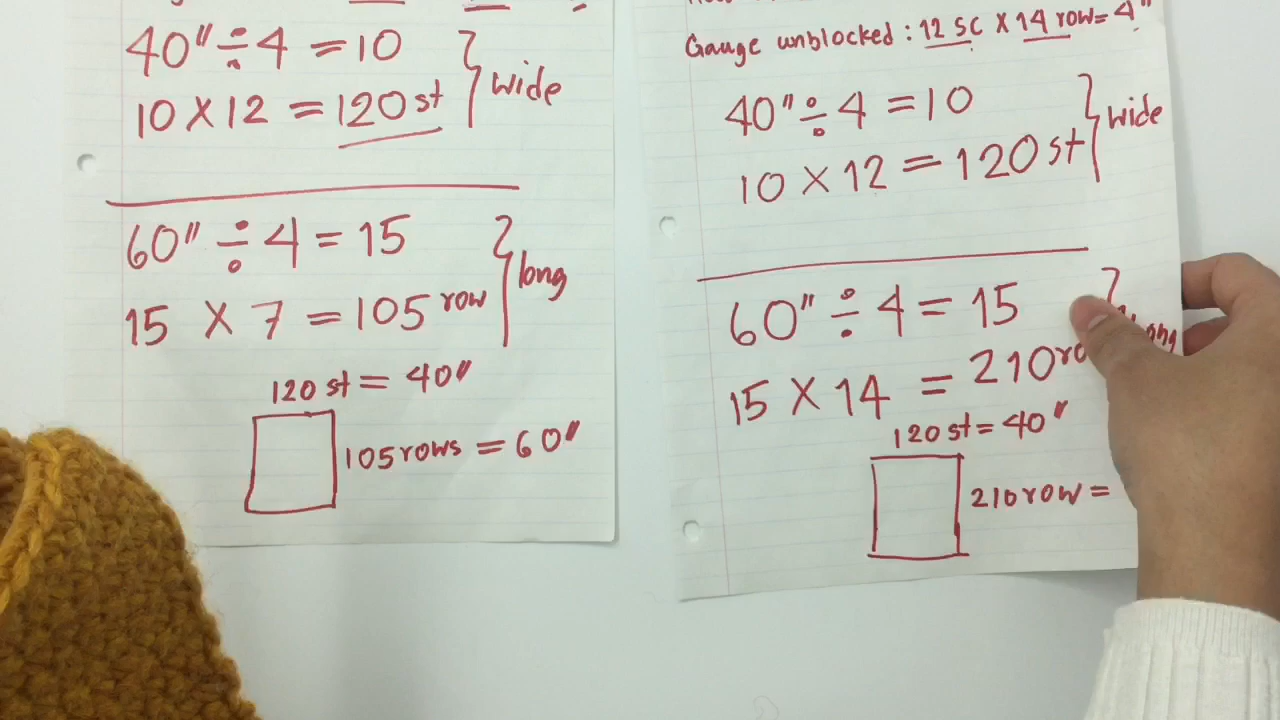 40" ÷ 4 = 10
10 X 12 = 120 st
wide
60" ÷ 4 = 15
15 X 7 = 105 row
long
120 st = 40"
105 rows = 60"
Gauge unblocked : 12 SC X 14 row = 4"
40" ÷ 4 = 10
10 X 12 = 120 st
wide
60" ÷ 4 = 15
15 X 14 = 210 ro
120 st = 40"
210 row =